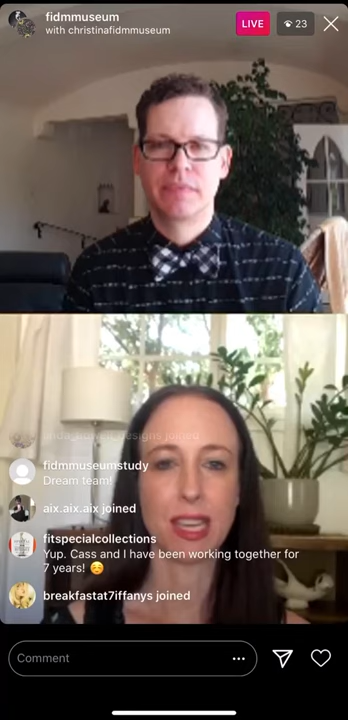 fidmmuseum
with christinafidmmuseum
LIVE
23
joined
fidmmuseumstudy
Dream team!
aix.aix.aix joined
fitspecialcollections
Yup. Cass and I have been working together for
7 years! ☺️
breakfastat7iffanys joined
Comment